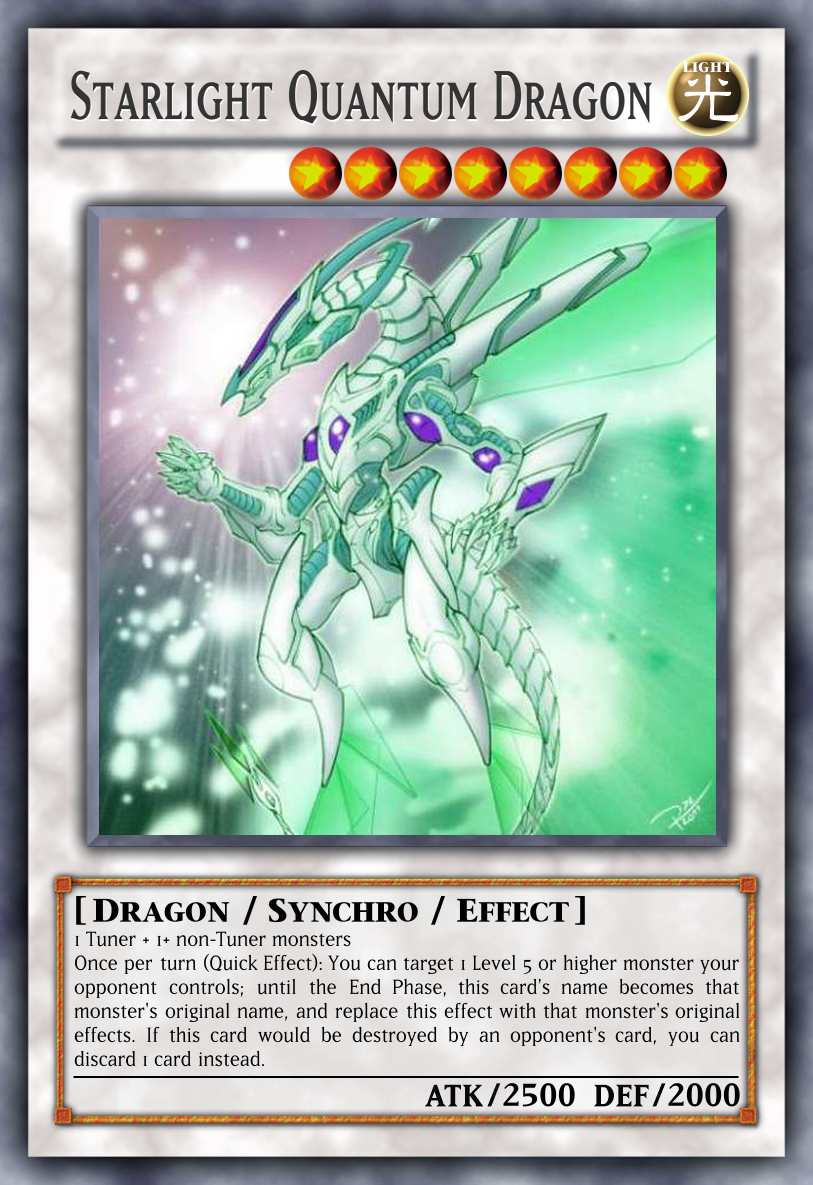 Starlight Quantum Dragon
LIGHT
光
[ Dragon / Synchro / Effect ]
1 Tuner + 1+ non-Tuner monsters
Once per turn (Quick Effect): You can target 1 Level 5 or higher monster your
opponent controls; until the End Phase, this card's name becomes that
monster's original name, and replace this effect with that monster's original
effects. If this card would be destroyed by an opponent's card, you can
discard 1 card instead.
ATK/2500 DEF/2000